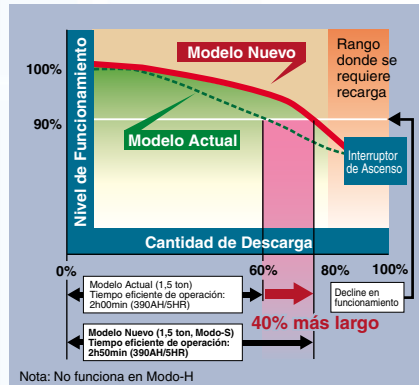 Nivel de Funcionamiento
100%
90%
Modelo Nuevo
Modelo Actual
Rango
donde se
requiere
recarga
Interruptor
de Ascenso
Cantidad de Descarga
0%
60%
80%
100%
Modelo Actual (1,5 ton)
Tiempo eficiente de operación:
2h00min (390AH/5HR)
40% más largo
Decline en
funcionamiento
Modelo Nuevo (1,5 ton, Modo-S)
Tiempo eficiente de operación:
2h50min (390AH/5HR)
Nota: No funciona en Modo-H